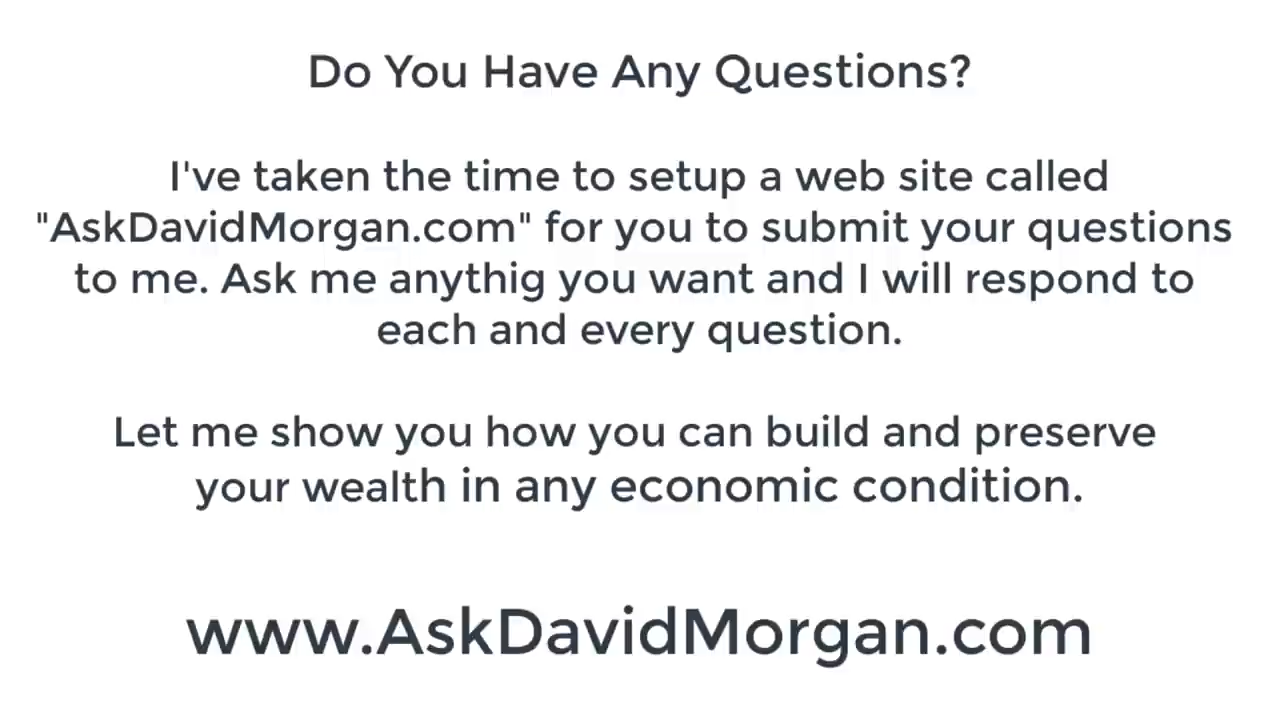 Do You Have Any Questions?
I've taken the time to setup a web site called
"AskDavidMorgan.com" for you to submit your questions
to me. Ask me anythig you want and I will respond to
each and every question.
Let me show you how you can build and preserve
your wealth in any economic condition.
www.AskDavidMorgan.com